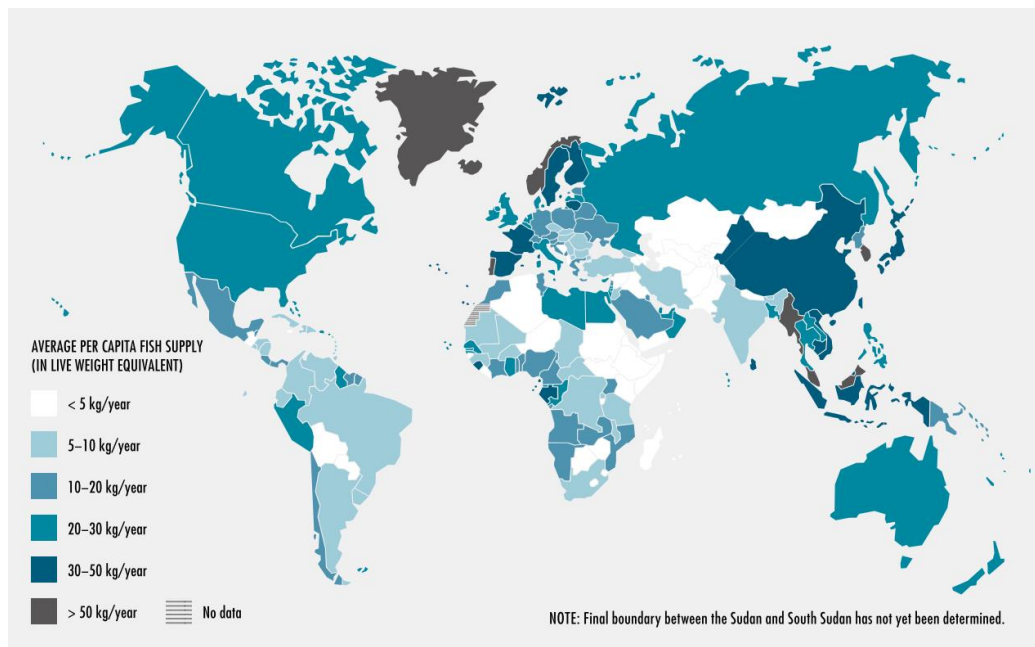 AVERAGE PER CAPITA FISH SUPPLY
(IN LIVE WEIGHT EQUIVALENT)
< 5 kg/year
5–10 kg/year
10–20 kg/year
20–30 kg/year
30–50 kg/year
> 50 kg/year
No data
NOTE: Final boundary between the Sudan and South Sudan has not yet been determined.